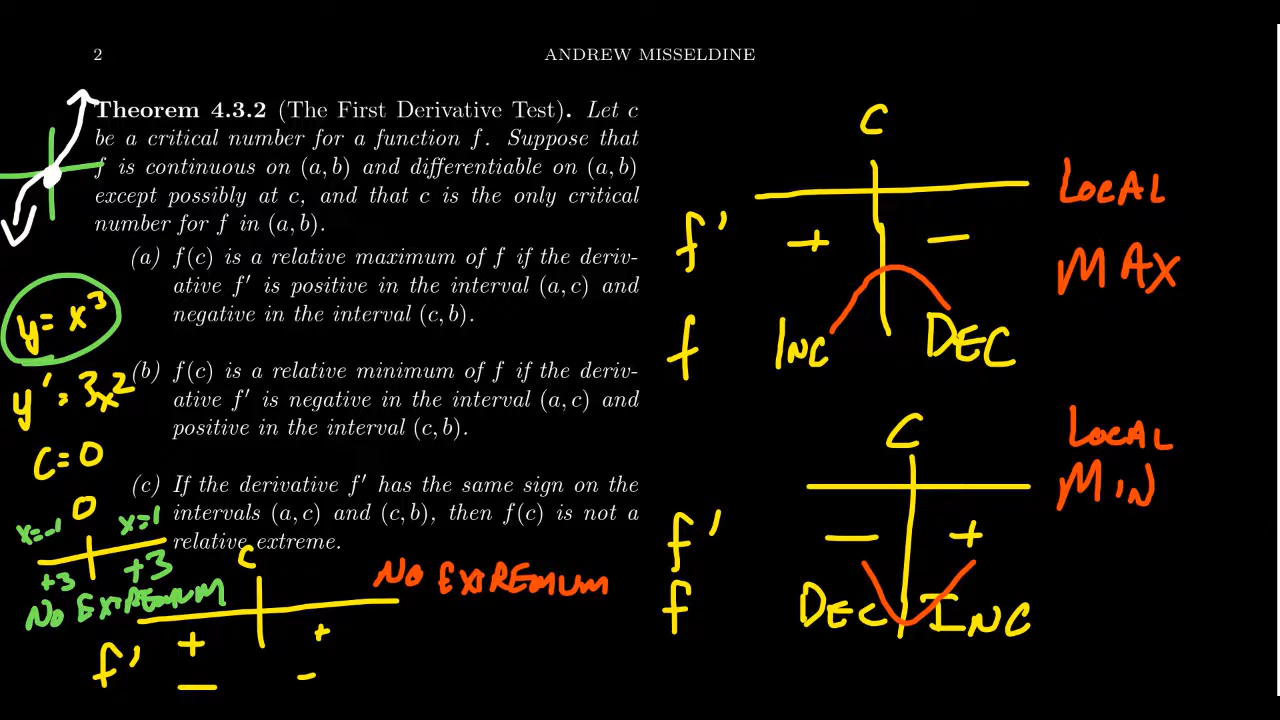 2
ANDREW MISSELDINE
Theorem 4.3.2 (The First Derivative Test). Let c
be a critical number for a function f. Suppose that
f is continuous on (a, b) and differentiable on (a, b)
except possibly at c, and that c is the only critical
number for f in (a, b).
(a) f(c) is a relative maximum of f if the deriv-
ative f′ is positive in the interval (a, c) and
negative in the interval (c, b).
(b) f(c) is a relative minimum of f if the deriv-
ative f′ is negative in the interval (a, c) and
positive in the interval (c, b).
(c) If the derivative f′ has the same sign on the
intervals (a, c) and (c, b), then f(c) is not a
relative extreme.
y = x³
y′ = 3x²
c = 0
0
x=-1 x=1
+3 +3
NO EXTREMUM
C
NO EXTREMUM
f′ + +
− −
C
LOCAL
MAX
f′ + −
f INC DEC
C
LOCAL
MIN
f′ − +
f DEC INC